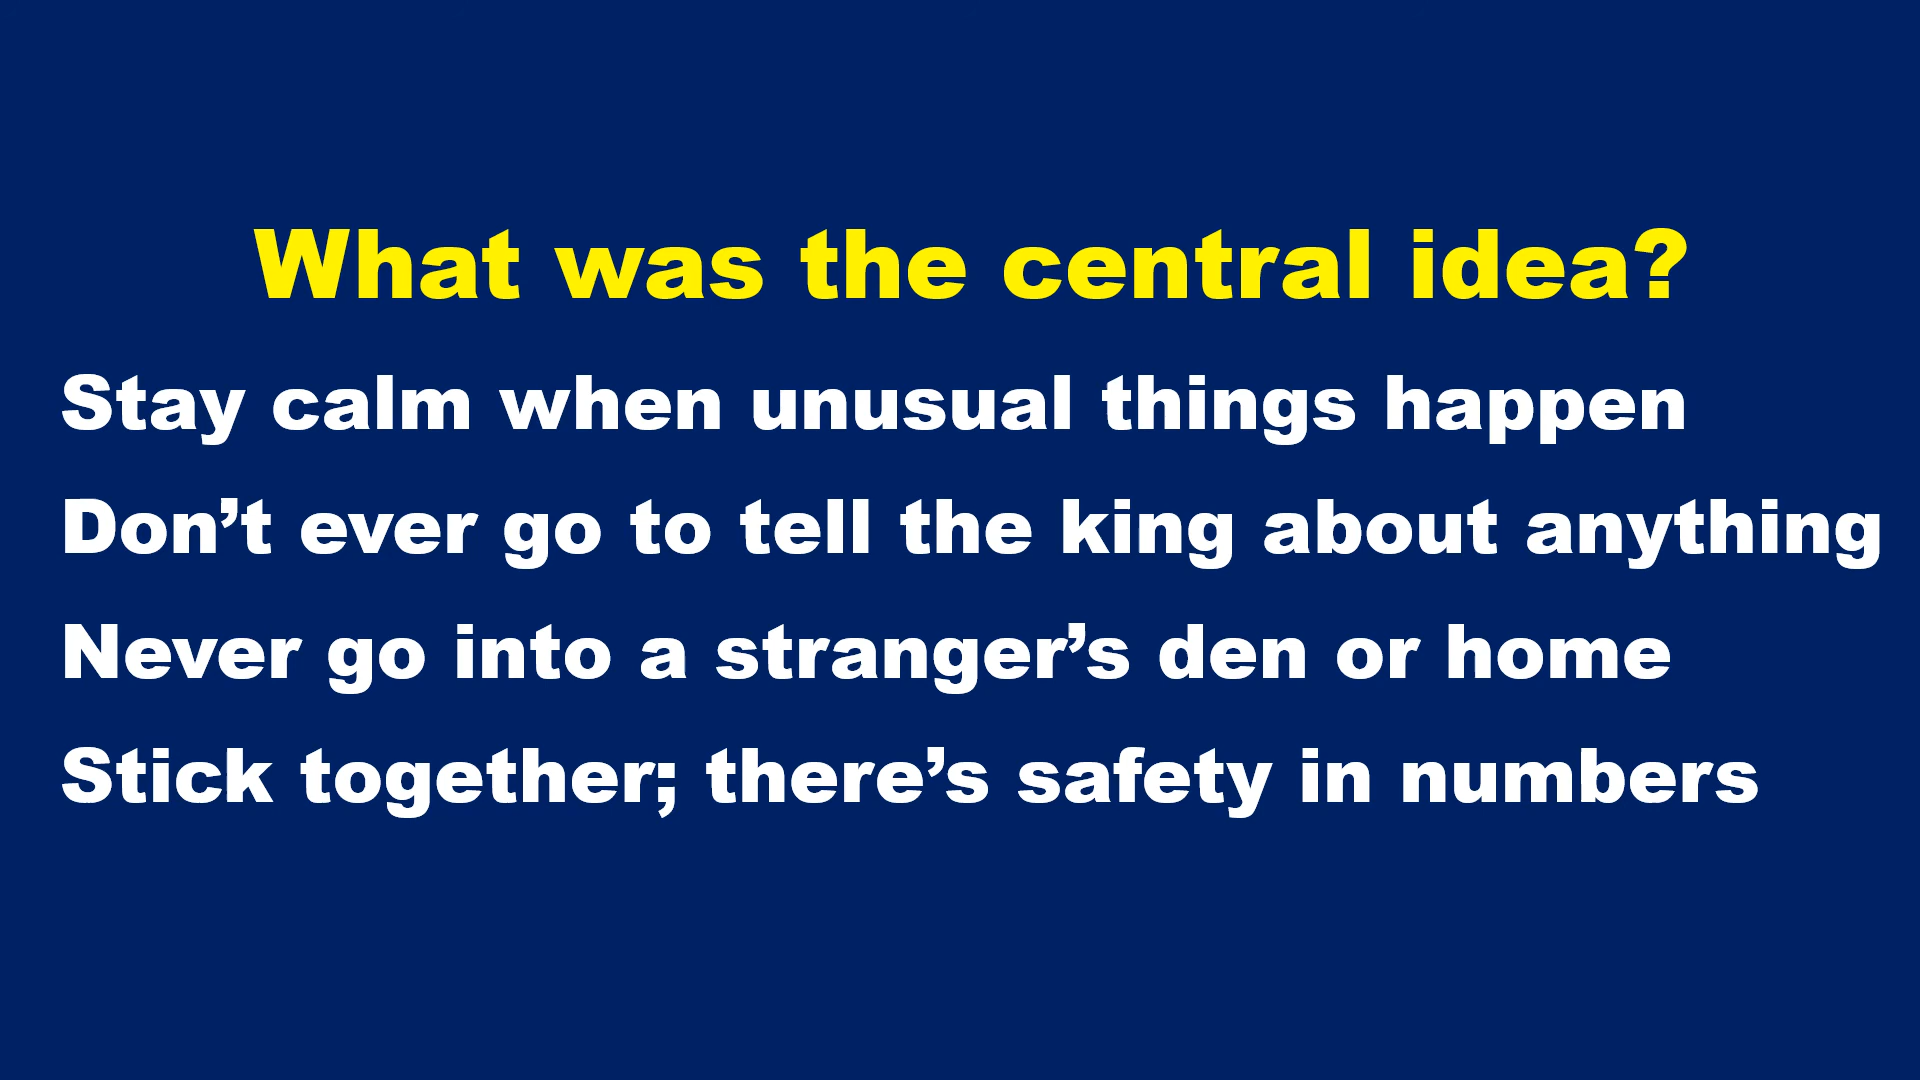 What was the central idea?
Stay calm when unusual things happen
Don’t ever go to tell the king about anything
Never go into a stranger’s den or home
Stick together; there’s safety in numbers